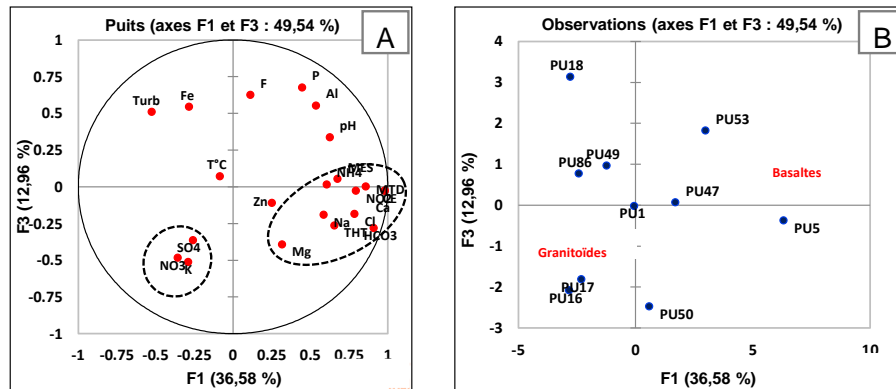 Puits (axes F1 et F3 : 49,54 %)
A
1
0.75
0.5
0.25
0
-0.25
-0.5
-0.75
-1
F3 (12,96 %)
Turb
Fe
F
P
Al
pH
T°C
MES
NH4
MTD
NO2
CE
Ca
Zn
Na
Cl
THT
HCO3
Mg
SO4
NO3
K
-1 -0.75 -0.5 -0.25 0 0.25 0.5 0.75 1
F1 (36,58 %)
Observations (axes F1 et F3 : 49,54 %)
B
4
3
2
1
0
-1
-2
-3
F3 (12,96 %)
PU18
PU53
PU49
PU86
Basaltes
PU47
PU1
PU5
Granitoïdes
PU17
PU16
PU50
-5 0 5 10
F1 (36,58 %)